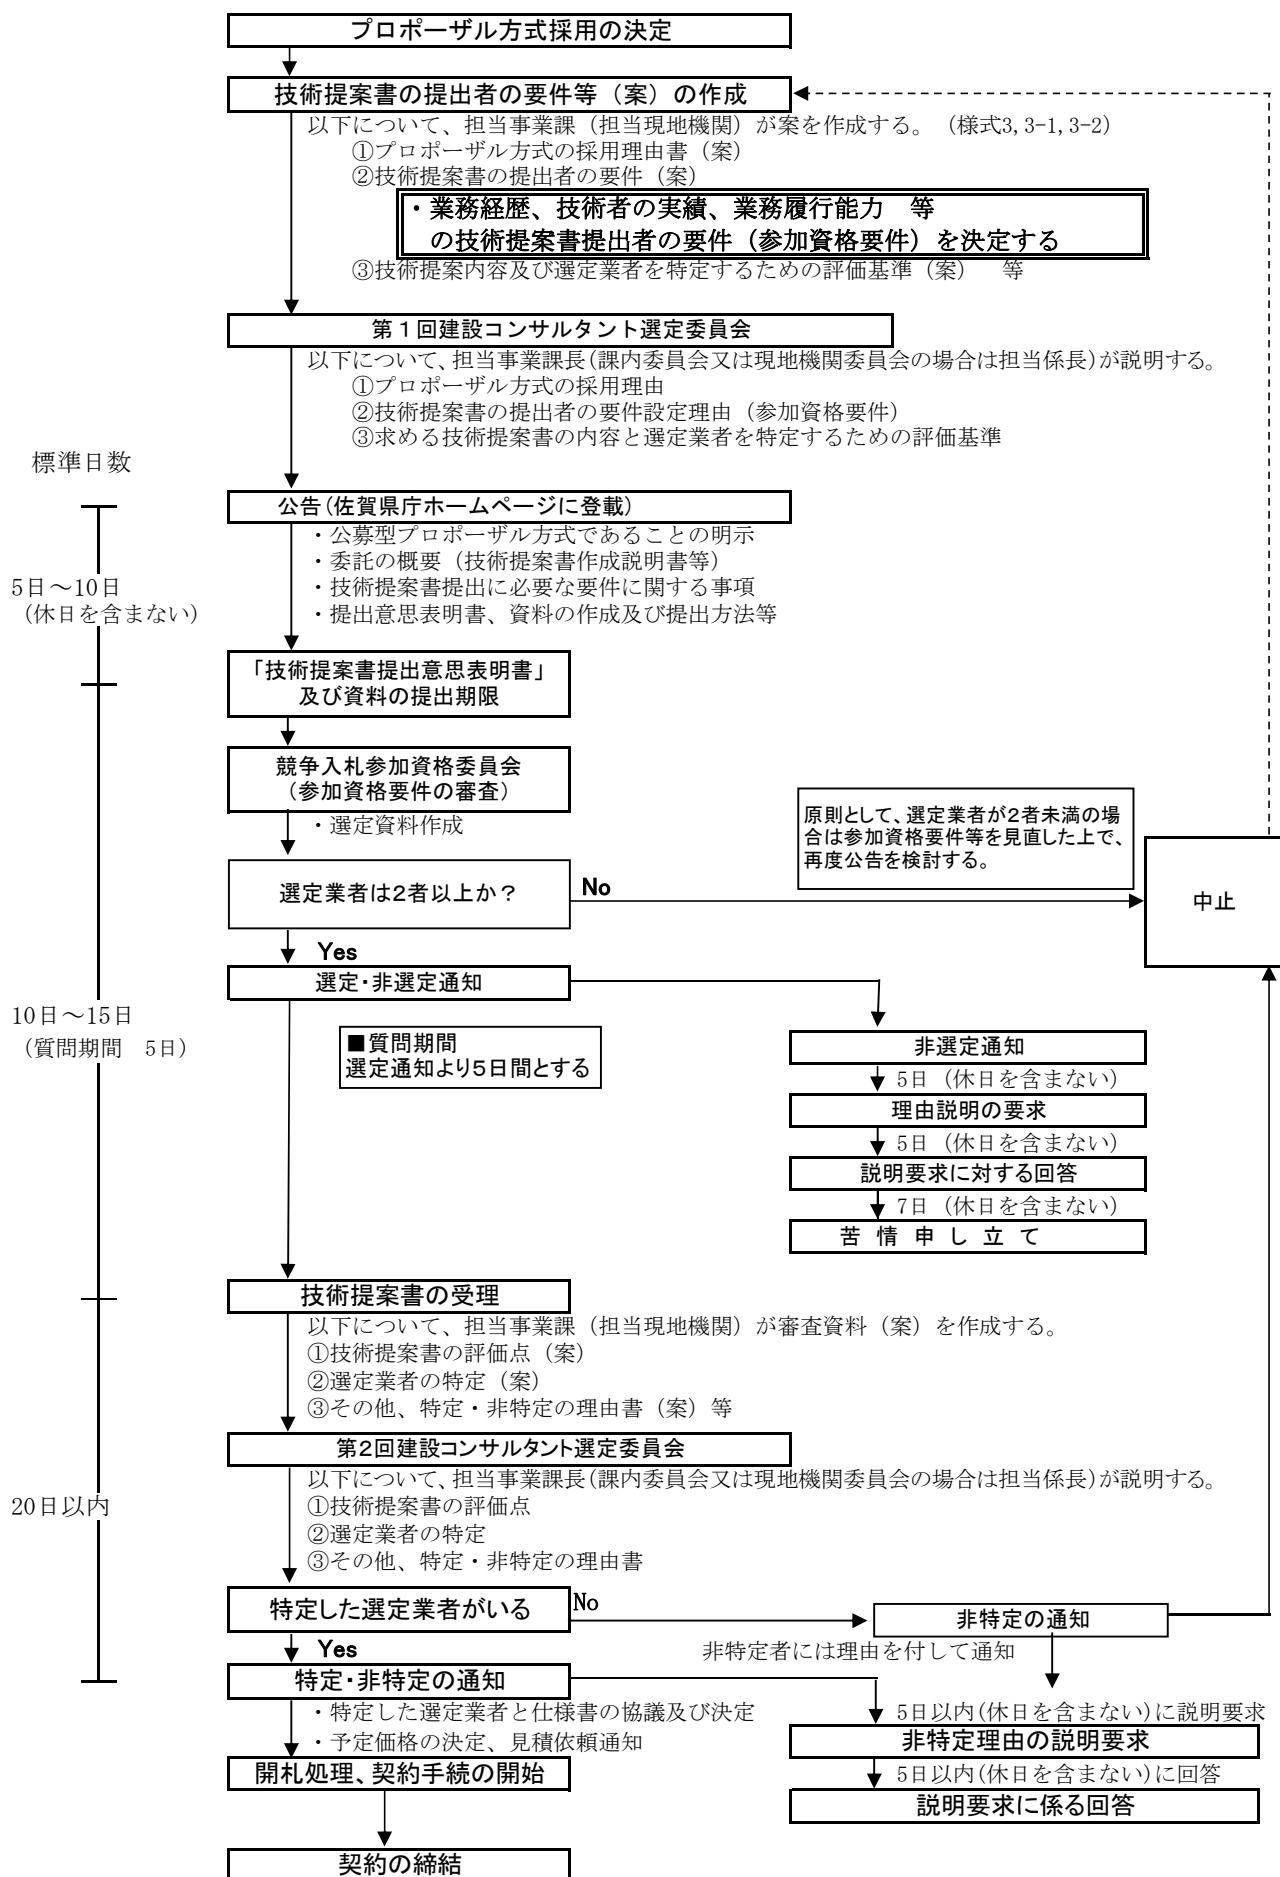 プロポーザル方式採用の決定
技術提案書の提出者の要件等（案）の作成
以下について、担当事業課（担当現地機関）が案を作成する。（様式3,3-1,3-2）
①プロポーザル方式の採用理由書（案）
②技術提案書の提出者の要件（案）
・業務経歴、技術者の実績、業務履行能力　等
の技術提案書提出者の要件（参加資格要件）を決定する
③技術提案内容及び選定業者を特定するための評価基準（案）　等
第１回建設コンサルタント選定委員会
以下について、担当事業課長(課内委員会又は現地機関委員会の場合は担当係長)が説明する。
①プロポーザル方式の採用理由
②技術提案書の提出者の要件設定理由（参加資格要件）
③求める技術提案書の内容と選定業者を特定するための評価基準
標準日数
公告(佐賀県庁ホームページに登載)
・公募型プロポーザル方式であることの明示
・委託の概要（技術提案書作成説明書等）
・技術提案書提出に必要な要件に関する事項
・提出意思表明書、資料の作成及び提出方法等
5日～10日
（休日を含まない）
「技術提案書提出意思表明書」
及び資料の提出期限
競争入札参加資格委員会
（参加資格要件の審査）
・選定資料作成
原則として、選定業者が２者未満の場
合は参加資格要件等を見直した上で、
再度公告を検討する。
選定業者は２者以上か？
No
中止
Yes
選定・非選定通知
10日～15日
（質問期間　5日）
■質問期間
選定通知より５日間とする
非選定通知
5日（休日を含まない）
理由説明の要求
5日（休日を含まない）
説明要求に対する回答
7日（休日を含まない）
苦 情 申 し 立 て
技術提案書の受理
以下について、担当事業課（担当現地機関）が審査資料（案）を作成する。
①技術提案書の評価点（案）
②選定業者の特定（案）
③その他、特定・非特定の理由書（案）等
第２回建設コンサルタント選定委員会
以下について、担当事業課長(課内委員会又は現地機関委員会の場合は担当係長)が説明する。
①技術提案書の評価点
②選定業者の特定
③その他、特定・非特定の理由書
20日以内
特定した選定業者がいる
No
非特定の通知
Yes
非特定者には理由を付して通知
特定・非特定の通知
・特定した選定業者と仕様書の協議及び決定
・予定価格の決定、見積依頼通知
5日以内(休日を含まない)に説明要求
非特定理由の説明要求
5日以内(休日を含まない)に回答
説明要求に係る回答
開札処理、契約手続の開始
契約の締結